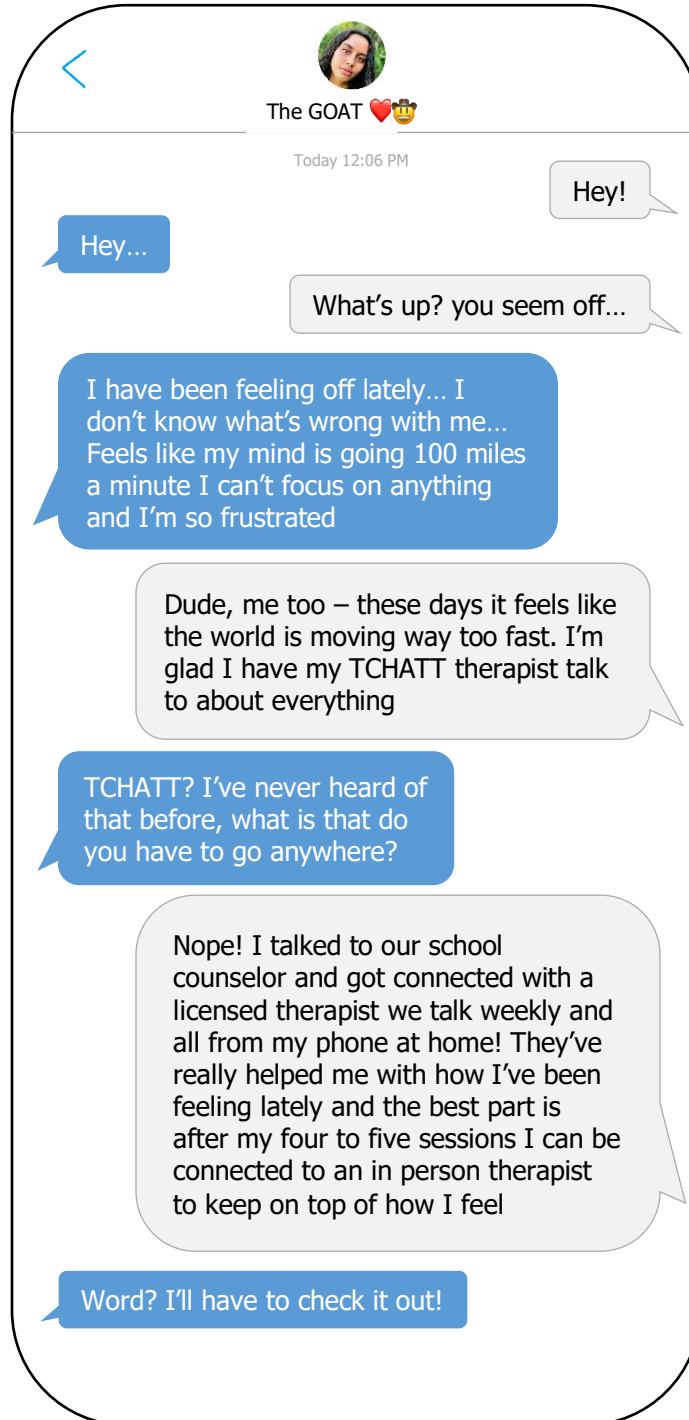 The GOAT ❤️🤠
Today 12:06 PM
Hey!
Hey…
What’s up? you seem off…
I have been feeling off lately… I
don’t know what’s wrong with me…
Feels like my mind is going 100 miles
a minute I can’t focus on anything
and I’m so frustrated
Dude, me too – these days it feels like
the world is moving way too fast. I’m
glad I have my TCHATT therapist talk
to about everything
TCHATT? I’ve never heard of
that before, what is that do
you have to go anywhere?
Nope! I talked to our school
counselor and got connected with a
licensed therapist we talk weekly and
all from my phone at home! They’ve
really helped me with how I’ve been
feeling lately and the best part is
after my four to five sessions I can be
connected to an in person therapist
to keep on top of how I feel
Word? I’ll have to check it out!